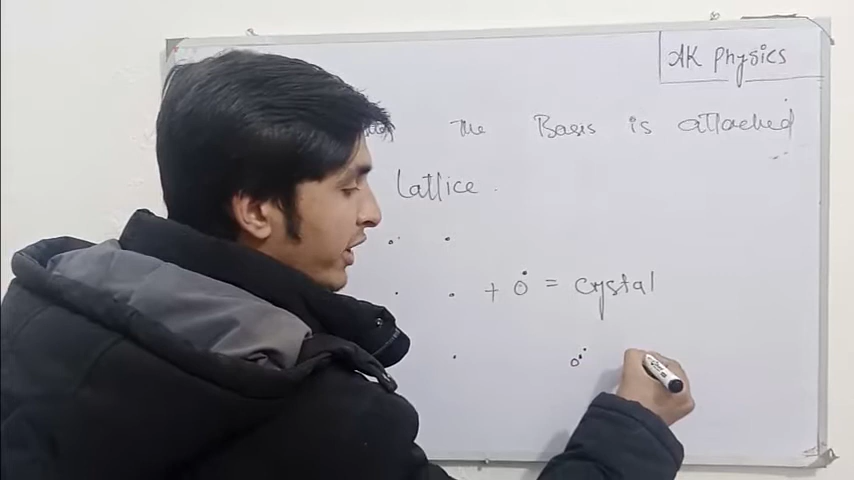 AK Physics
The Basis is attached
Lattice.
+ = crystal